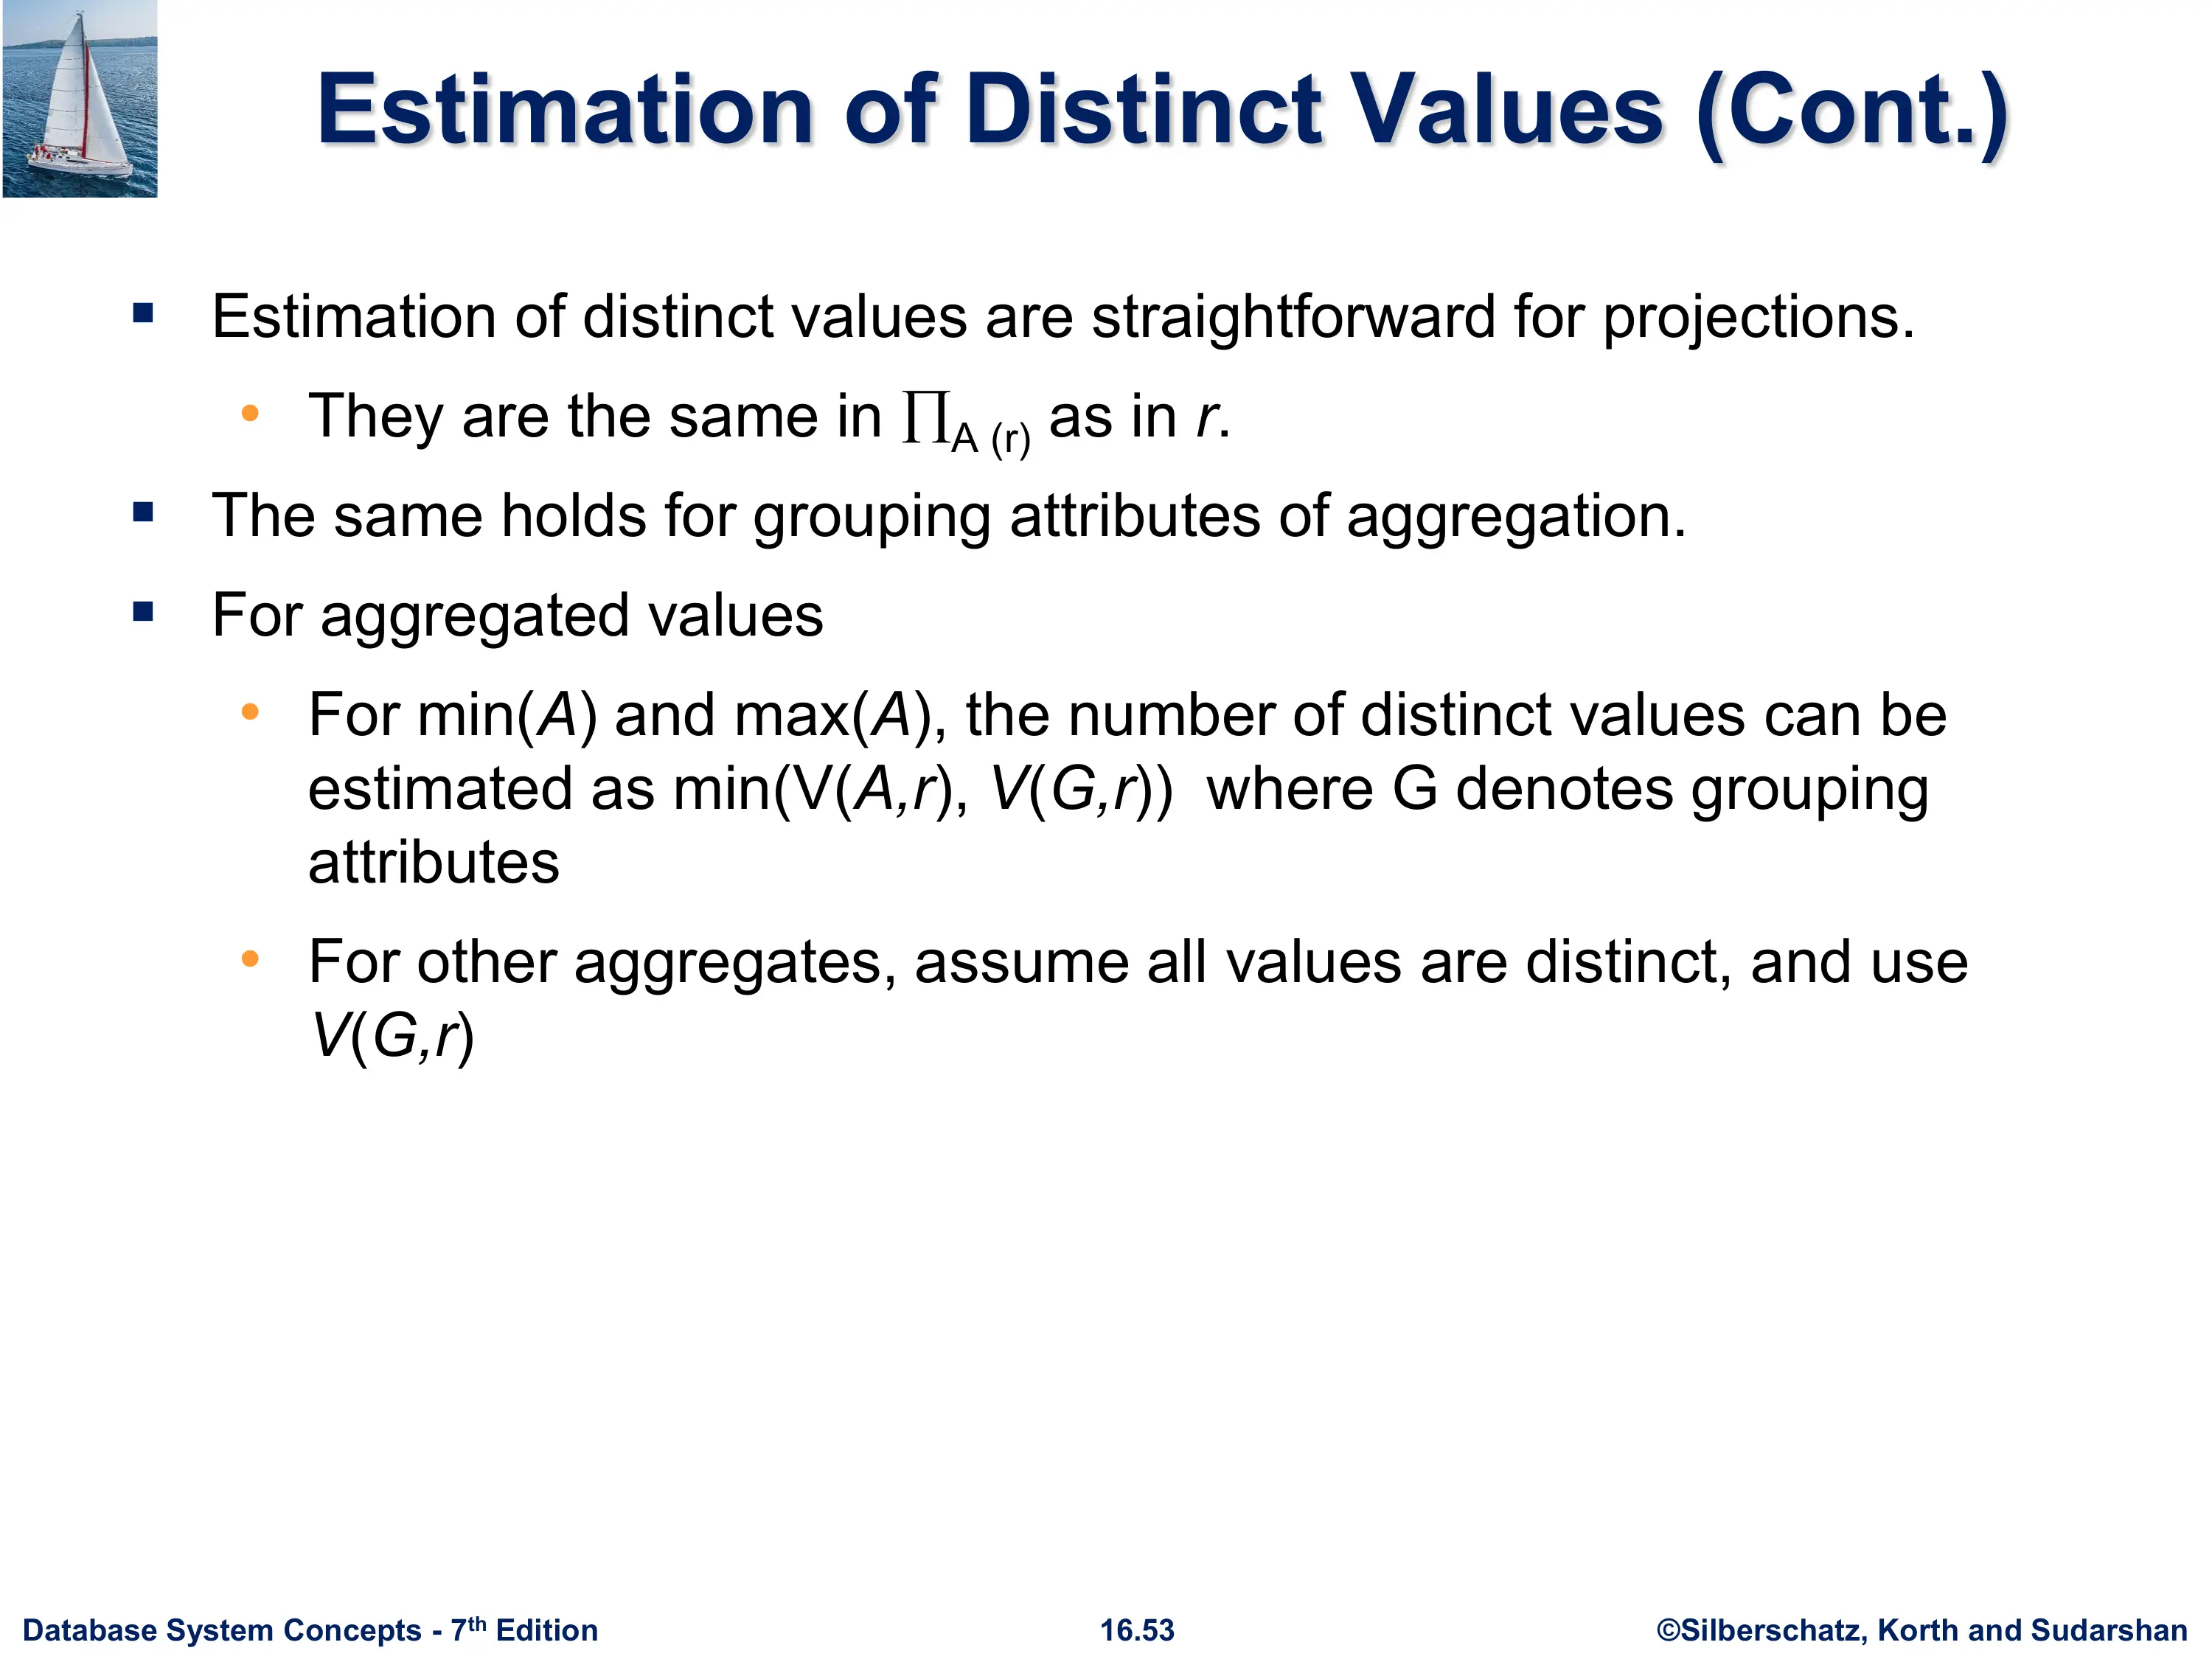 Estimation of Distinct Values (Cont.)
▪ Estimation of distinct values are straightforward for projections.
• They are the same in ∏A (r) as in r.
▪ The same holds for grouping attributes of aggregation.
▪ For aggregated values
• For min(A) and max(A), the number of distinct values can be
estimated as min(V(A,r), V(G,r)) where G denotes grouping
attributes
• For other aggregates, assume all values are distinct, and use
V(G,r)
Database System Concepts - 7th Edition
16.53
©Silberschatz, Korth and Sudarshan